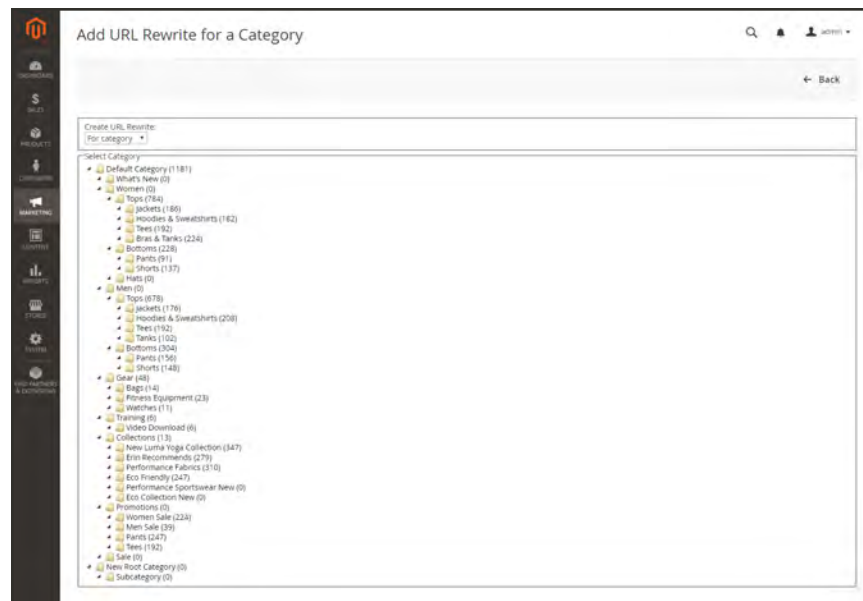 Add URL Rewrite for a Category
admin
← Back
DASHBOARD
SALES
PRODUCTS
CUSTOMERS
MARKETING
CONTENT
REPORTS
STORES
SYSTEM
FIND PARTNERS
& EXTENSIONS
Create URL Rewrite:
For category
Select Category
Default Category (1181)
What's New (0)
Women (0)
Tops (784)
Jackets (186)
Hoodies & Sweatshirts (182)
Tees (192)
Bras & Tanks (224)
Bottoms (228)
Pants (91)
Shorts (137)
Hats (0)
Men (0)
Tops (678)
Jackets (176)
Hoodies & Sweatshirts (208)
Tees (192)
Tanks (102)
Bottoms (304)
Pants (156)
Shorts (148)
Gear (48)
Bags (14)
Fitness Equipment (23)
Watches (11)
Training (6)
Video Download (6)
Collections (13)
New Luma Yoga Collection (347)
Erin Recommends (279)
Performance Fabrics (310)
Eco Friendly (247)
Performance Sportswear New (0)
Eco Collection New (0)
Promotions (0)
Women Sale (224)
Men Sale (39)
Pants (247)
Tees (192)
Sale (0)
New Root Category (0)
Subcategory (0)